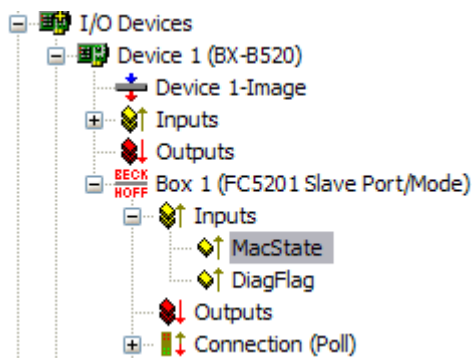 I/O Devices
Device 1 (BX-B520)
Device 1-Image
Inputs
Outputs
BECK
HOFF
Box 1 (FC5201 Slave Port/Mode)
Inputs
MacState
DiagFlag
Outputs
Connection (Poll)